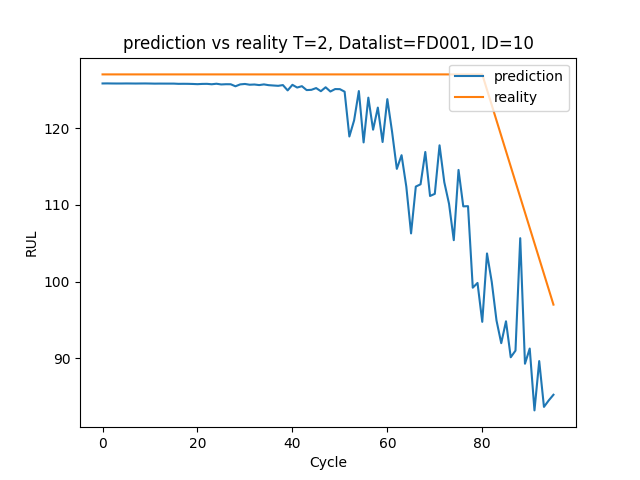 prediction vs reality T=2, Datalist=FD001, ID=10
prediction
reality
120
110
100
90
RUL
0 20 40 60 80
Cycle